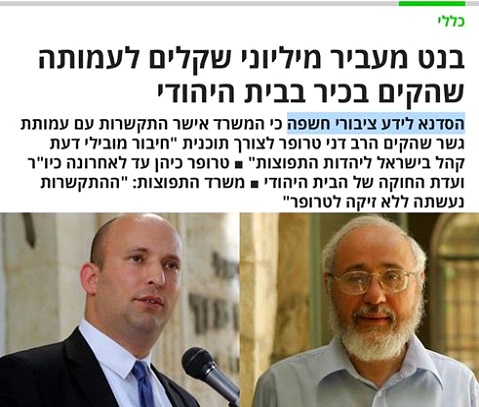 כללי
בנט מעביר מיליוני שקלים לעמותה
שהקים בכיר בבית היהודי
הסדנא לידע ציבורי חשפה כי המשרד אישר התקשרות עם עמותת
גשר שהקים הרב דני טרופר לצורך תוכנית "חיבור מובילי דעת
קהל בישראל ליהדות התפוצות" ■ טרופר כיהן עד לאחרונה כיו"ר
ועדת החוקה של הבית היהודי ■ משרד התפוצות: "ההתקשרות
נעשתה ללא זיקה לטרופר"